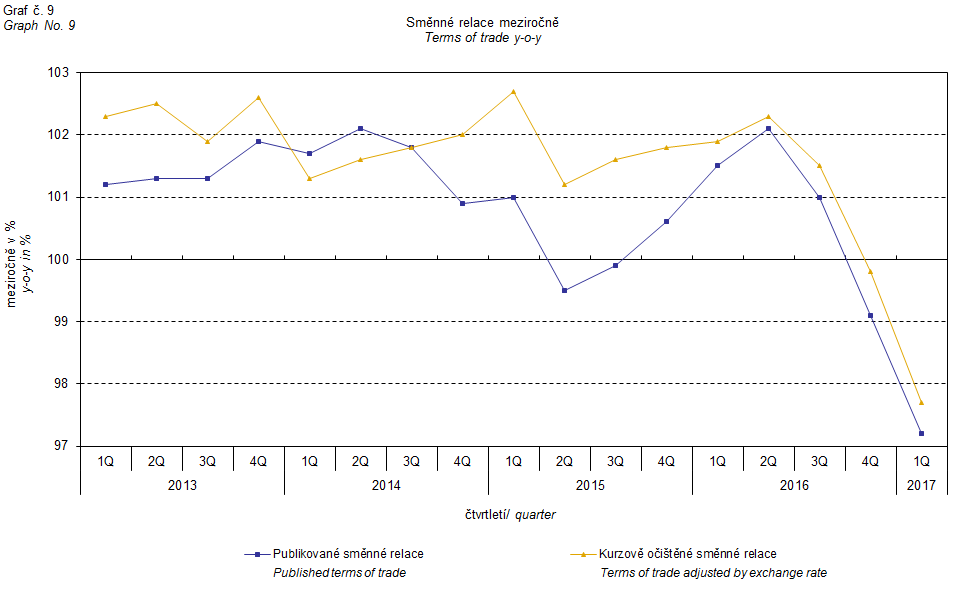 Graf č. 9
Graph No. 9
Směnné relace meziročně
Terms of trade y-o-y
meziročně v %
y-o-y in %
103
102
101
100
99
98
97
1Q 2Q 3Q 4Q 1Q 2Q 3Q 4Q 1Q 2Q 3Q 4Q 1Q 2Q 3Q 4Q 1Q
2013 2014 2015 2016 2017
čtvrtletí/ quarter
Publikované směnné relace
Published terms of trade
Kurzově očištěné směnné relace
Terms of trade adjusted by exchange rate